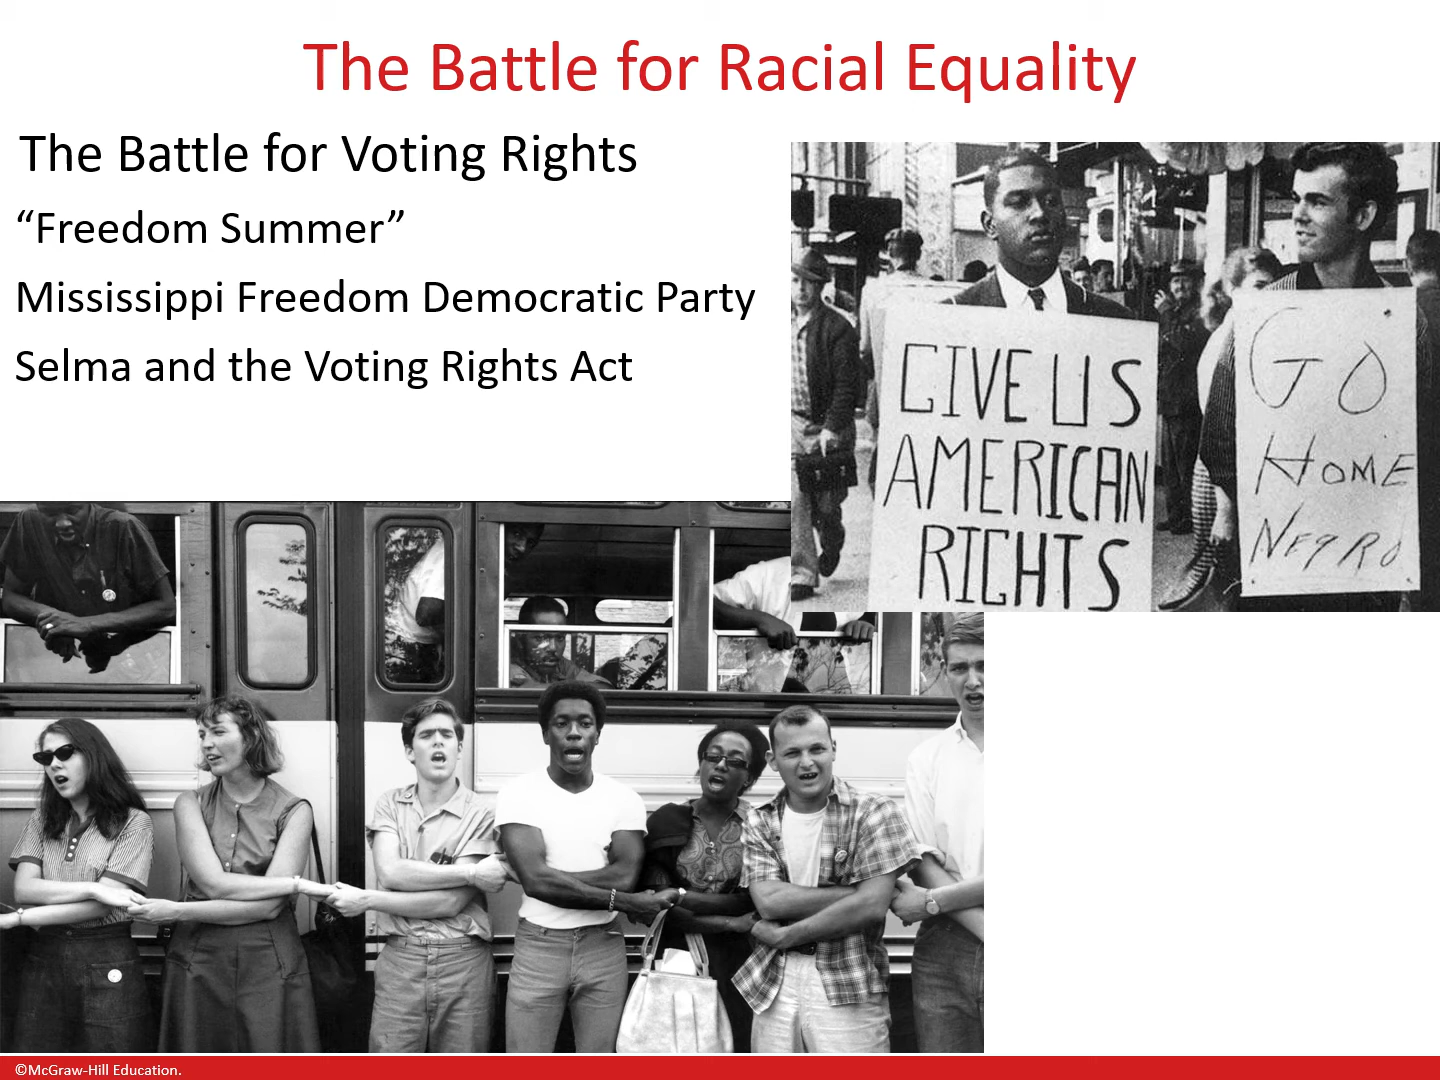 The Battle for Racial Equality
The Battle for Voting Rights
“Freedom Summer”
Mississippi Freedom Democratic Party
Selma and the Voting Rights Act
GIVE US
AMERICAN
RIGHTS
GO
HOME
NEGRO
©McGraw-Hill Education.